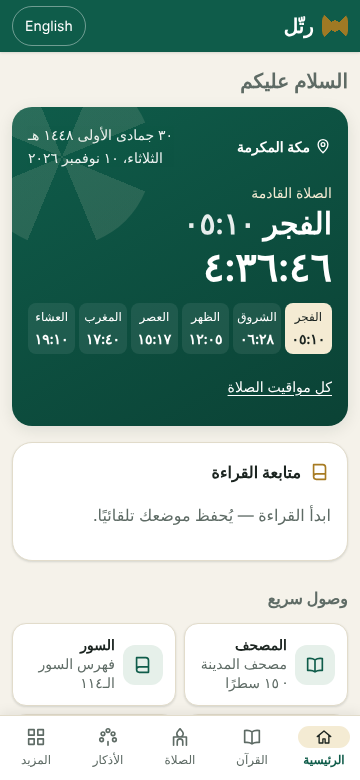 رتّل
English
السلام عليكم
مكة المكرمة
٣٠ جمادى الأولى ١٤٤٨ هـ
الثلاثاء، ١٠ نوفمبر ٢٠٢٦
الصلاة القادمة
الفجر ٠٥:١٠
٤:٣٦:٤٦
الفجر
٠٥:١٠
الشروق
٠٦:٢٨
الظهر
١٢:٠٥
العصر
١٥:١٧
المغرب
١٧:٤٠
العشاء
١٩:١٠
كل مواقيت الصلاة
متابعة القراءة
ابدأ القراءة — يُحفظ موضعك تلقائيًا.
وصول سريع
المصحف
مصحف المدينة
· ١٥ سطرًا
السور
فهرس السور
الـ١١٤
الرئيسية
القرآن
الصلاة
الأذكار
المزيد